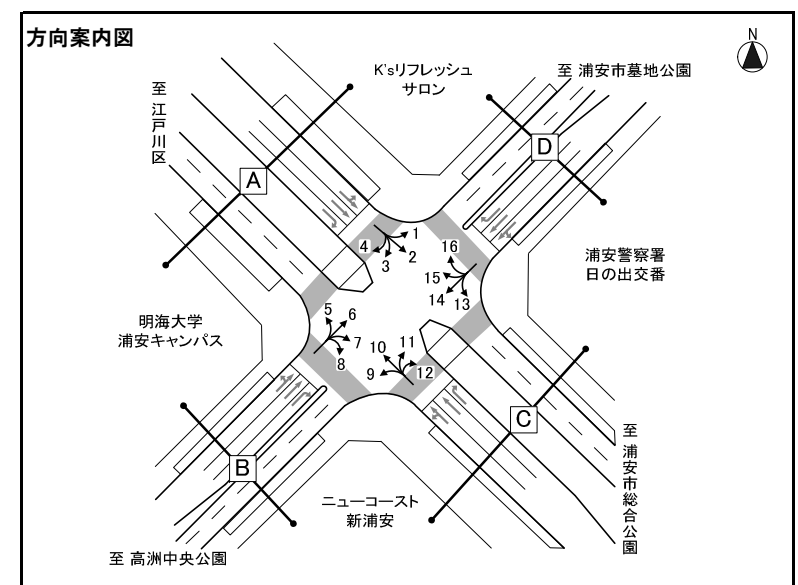 方向案内図
N
K'sリフレッシュ
サロン
至 浦安市墓地公園
至 江戸川区
A
D
1
2
3
4
16
15
14
13
浦安警察署
日の出交番
明海大学
浦安キャンパス
5
6
7
8
10
11
9
12
C
B
至 浦安市総合公園
ニューコースト
新浦安
至 高洲中央公園